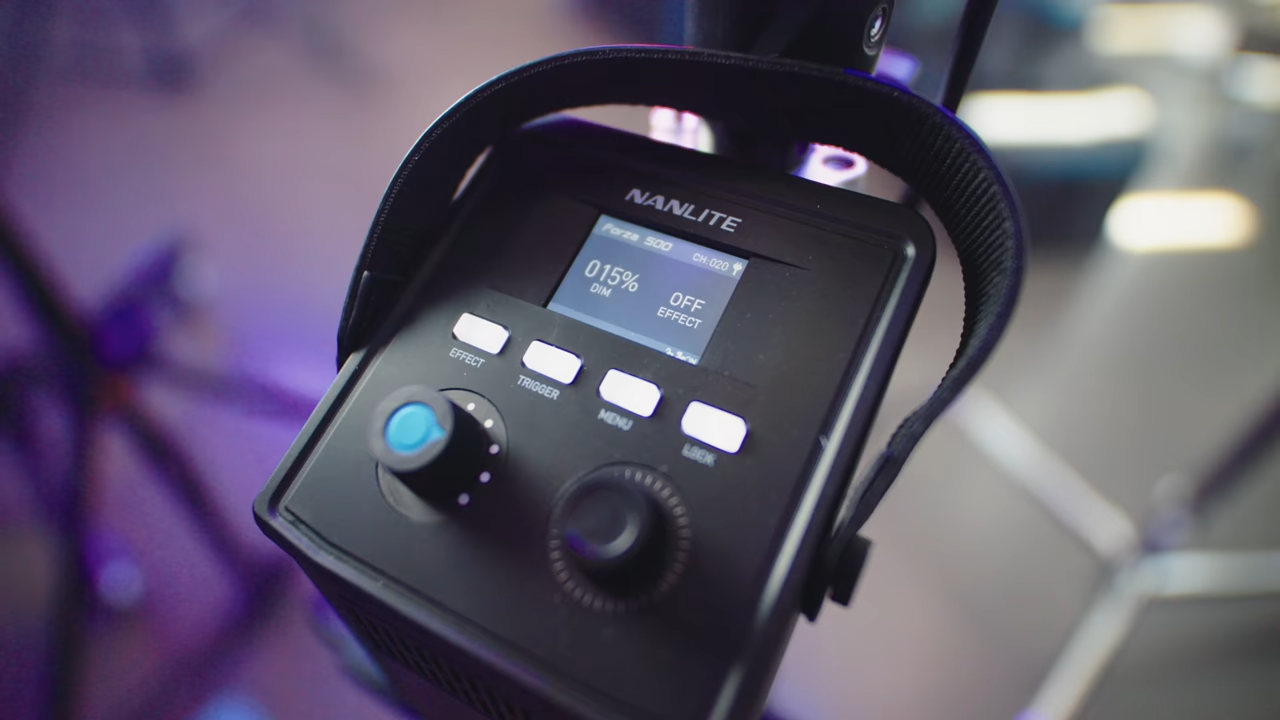 NANLITE
Forza 500
CH:020
015%
DIM
OFF
EFFECT
EFFECT
TRIGGER
MENU
LOCK